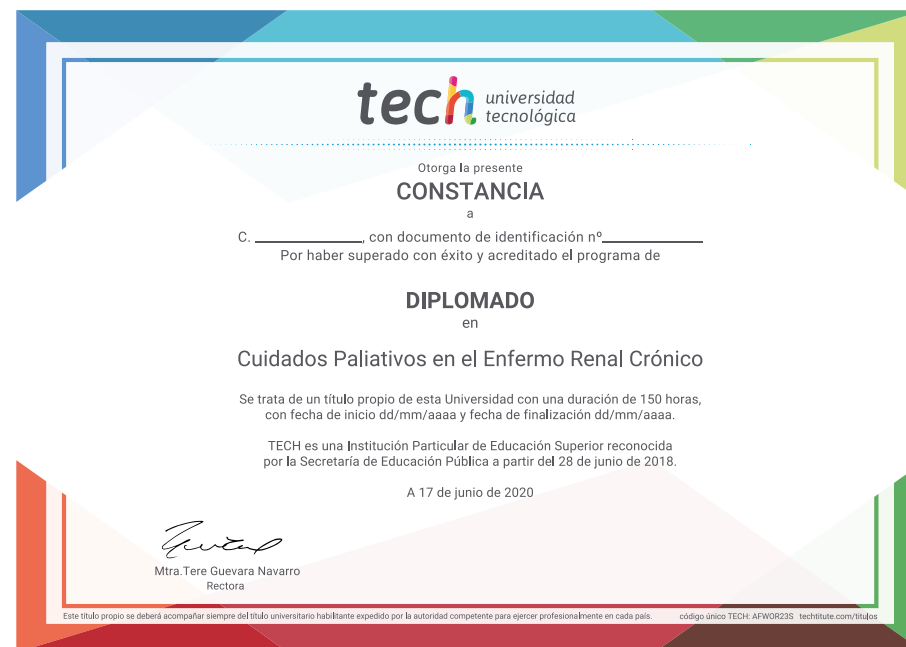 tech universidad
tecnológica
Otorga la presente
CONSTANCIA
a
C. ____________, con documento de identificación nº____________
Por haber superado con éxito y acreditado el programa de
DIPLOMADO
en
Cuidados Paliativos en el Enfermo Renal Crónico
Se trata de un título propio de esta Universidad con una duración de 150 horas,
con fecha de inicio dd/mm/aaaa y fecha de finalización dd/mm/aaaa.
TECH es una Institución Particular de Educación Superior reconocida
por la Secretaría de Educación Pública a partir del 28 de junio de 2018.
A 17 de junio de 2020
Mtra.Tere Guevara Navarro
Rectora
Este título propio se deberá acompañar siempre del título universitario habilitante expedido por la autoridad competente para ejercer profesionalmente en cada país. código único TECH: AFWOR23S techtitute.com/titulos